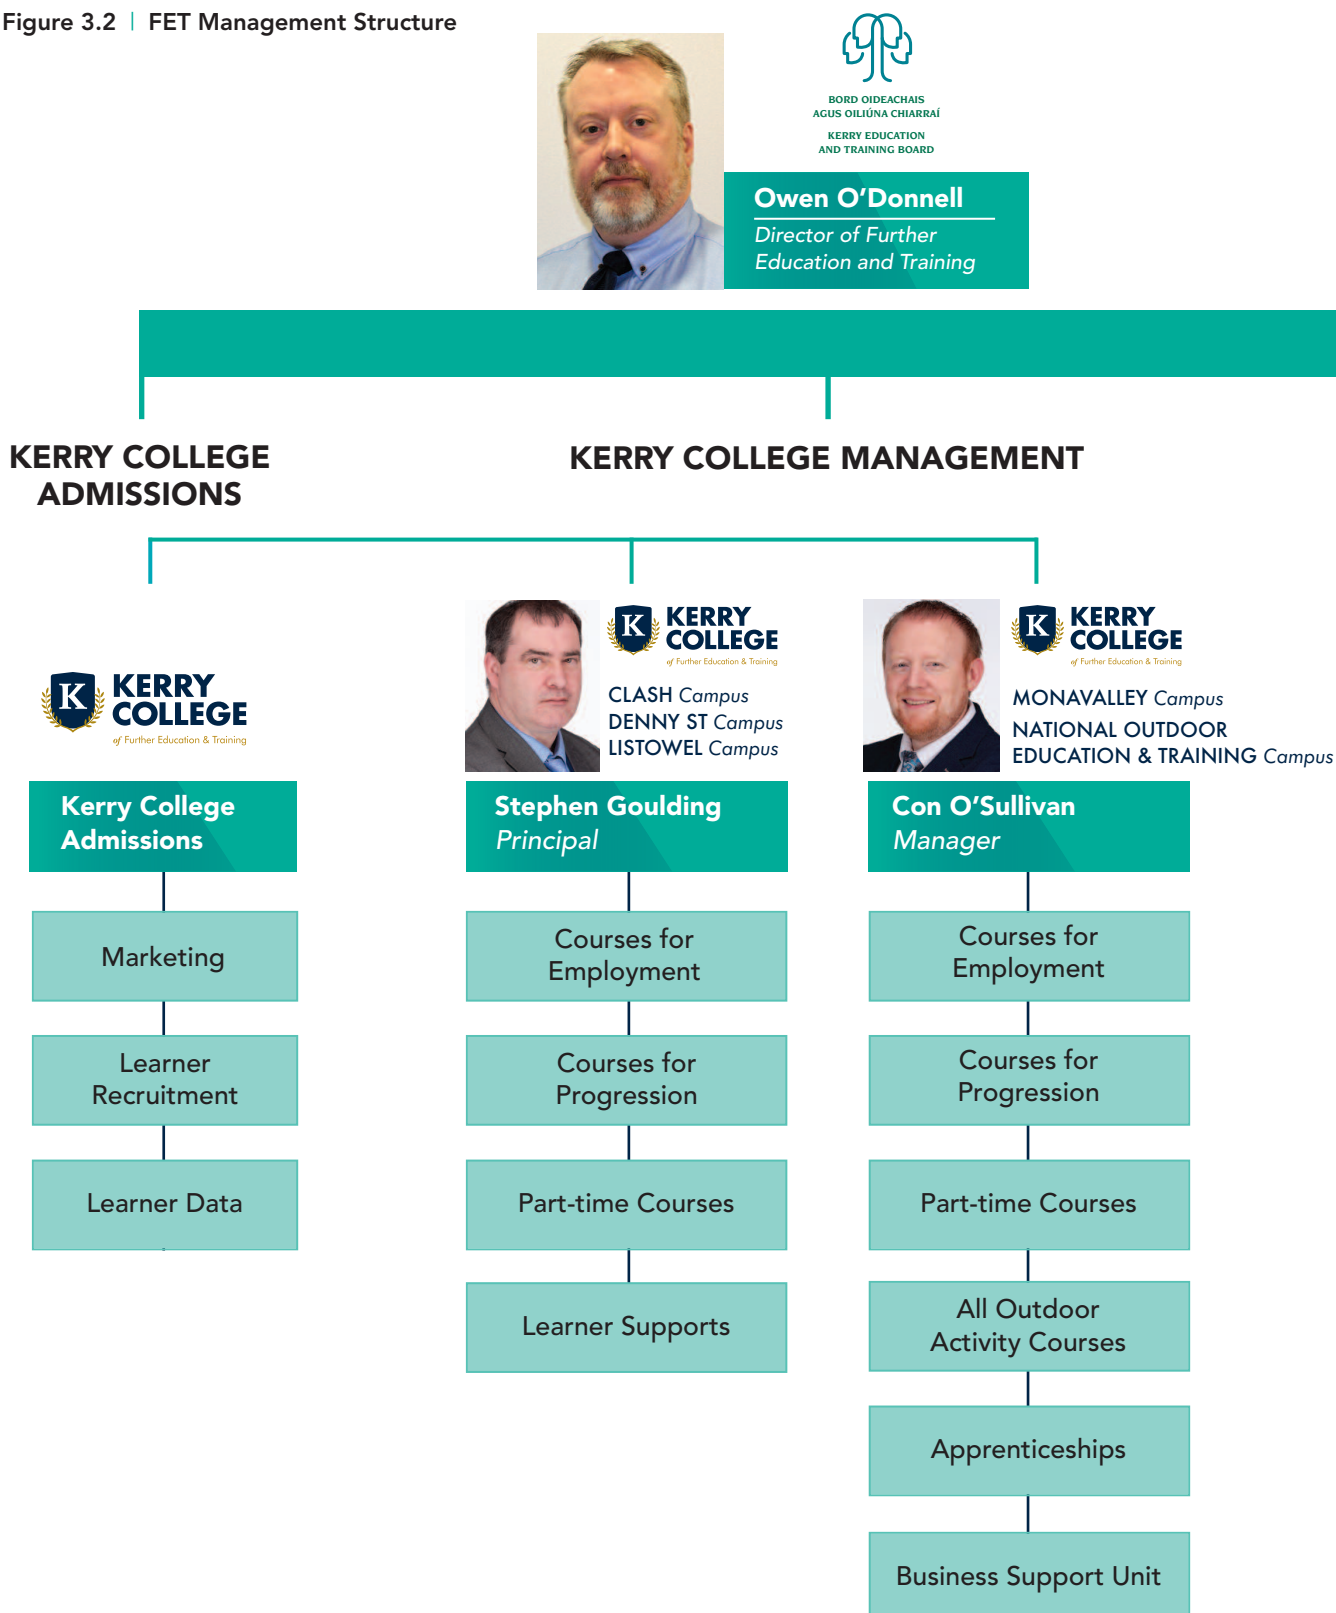 Figure 3.2 | FET Management Structure
BORD OIDEACHAIS
AGUS OILIÚNA CHIARRAÍ
KERRY EDUCATION
AND TRAINING BOARD
Owen O'Donnell
Director of Further
Education and Training
KERRY COLLEGE
ADMISSIONS
KERRY COLLEGE MANAGEMENT
K
KERRY
COLLEGE
of Further Education & Training
Kerry College
Admissions
Marketing
Learner
Recruitment
Learner Data
K
KERRY
COLLEGE
of Further Education & Training
CLASH Campus
DENNY ST Campus
LISTOWEL Campus
Stephen Goulding
Principal
Courses for
Employment
Courses for
Progression
Part-time Courses
Learner Supports
K
KERRY
COLLEGE
of Further Education & Training
MONAVALLEY Campus
NATIONAL OUTDOOR
EDUCATION & TRAINING Campus
Con O'Sullivan
Manager
Courses for
Employment
Courses for
Progression
Part-time Courses
All Outdoor
Activity Courses
Apprenticeships
Business Support Unit